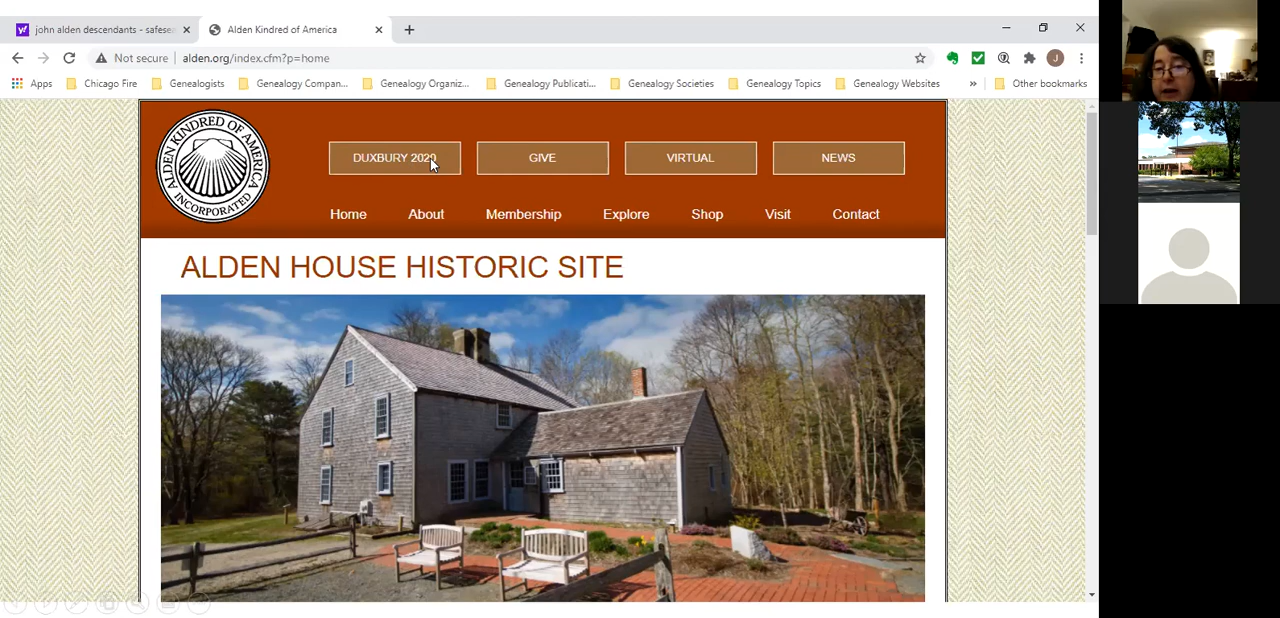 john alden descendants - safesea
Alden Kindred of America
Not secure
alden.org/index.cfm?p=home
J
Apps
Chicago Fire
Genealogists
Genealogy Compan...
Genealogy Organiz...
Genealogy Publicati...
Genealogy Societies
Genealogy Topics
Genealogy Websites
»
Other bookmarks
ALDEN KINDRED OF AMERICA
INCORPORATED
DUXBURY 2020
GIVE
VIRTUAL
NEWS
Home
About
Membership
Explore
Shop
Visit
Contact
ALDEN HOUSE HISTORIC SITE